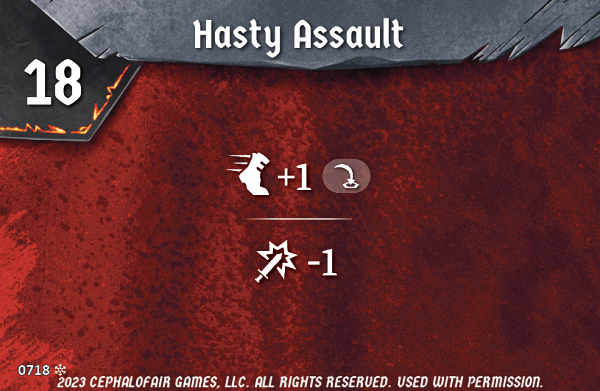 Hasty Assault
18
+1
-1
0718
2023 CEPHALOFAIR GAMES, LLC. ALL RIGHTS RESERVED. USED WITH PERMISSION.